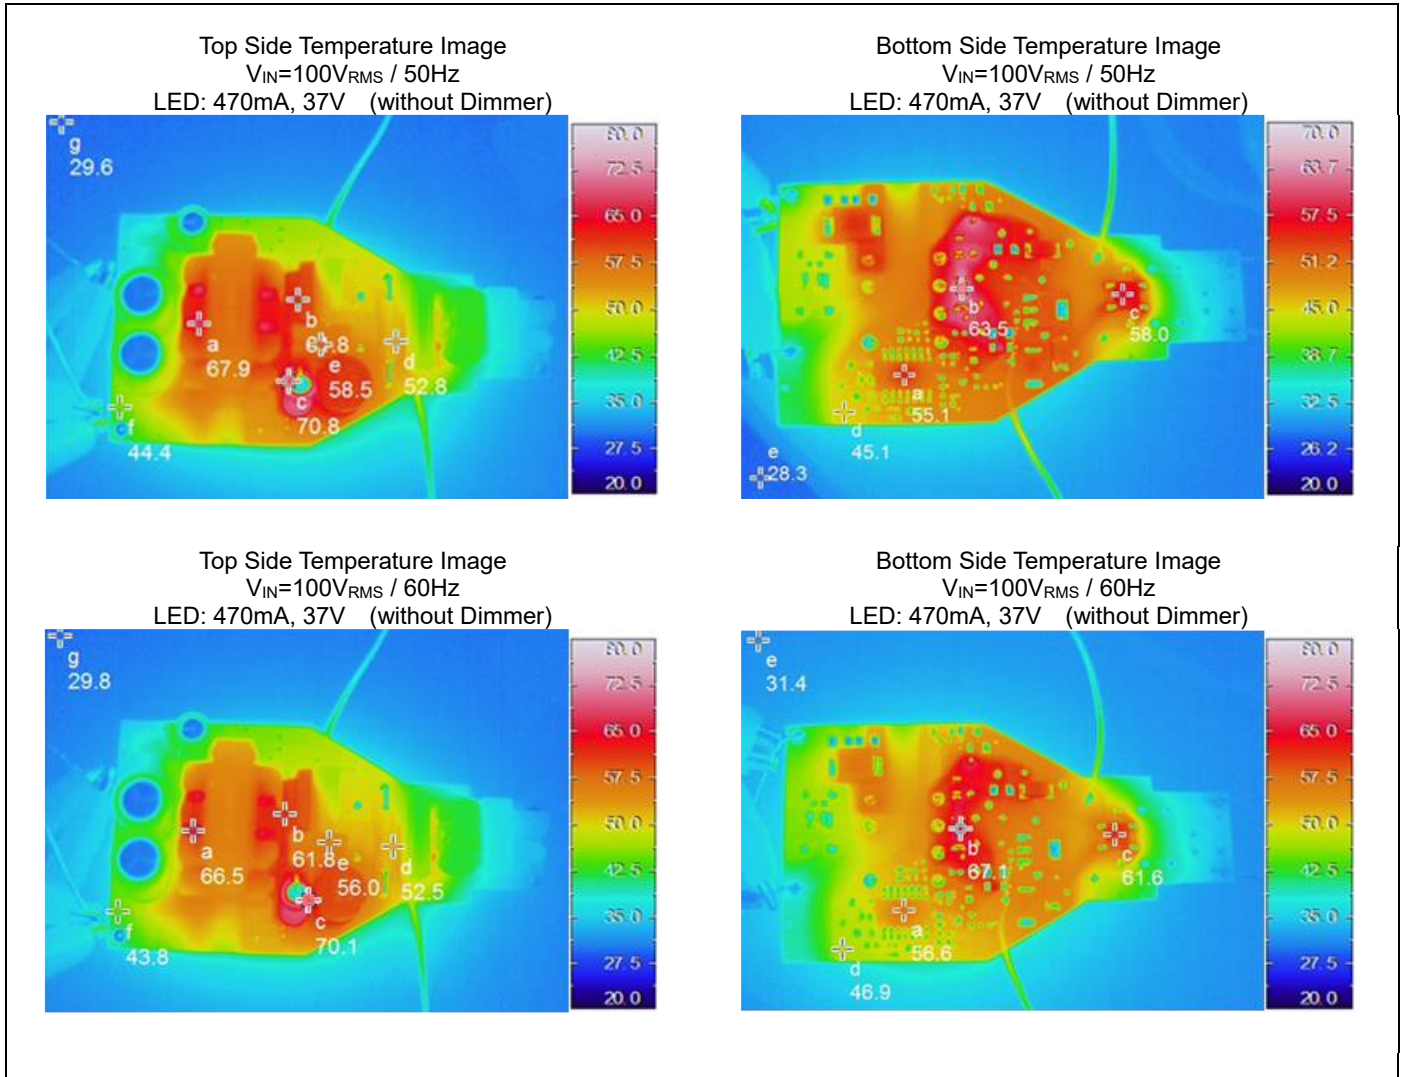 Top Side Temperature Image
VIN=100VRMS / 50Hz
LED: 470mA, 37V (without Dimmer)
g
29.6
a
67.9
b
e
58.5
d
52.8
c
70.8
f
44.4
80.0
72.5
65.0
57.5
50.0
42.5
35.0
27.5
20.0
Bottom Side Temperature Image
VIN=100VRMS / 50Hz
LED: 470mA, 37V (without Dimmer)
b
63.5
c
58.0
a
55.1
d
45.1
e
28.3
70.0
63.7
57.5
51.2
45.0
38.7
32.5
26.2
20.0
Top Side Temperature Image
VIN=100VRMS / 60Hz
LED: 470mA, 37V (without Dimmer)
g
29.8
a
66.5
b
61.8
e
56.0
d
52.5
c
70.1
f
43.8
80.0
72.5
65.0
57.5
50.0
42.5
35.0
27.5
20.0
Bottom Side Temperature Image
VIN=100VRMS / 60Hz
LED: 470mA, 37V (without Dimmer)
e
31.4
b
67.1
c
61.6
a
56.6
d
46.9
80.0
72.5
65.0
57.5
50.0
42.5
35.0
27.5
20.0